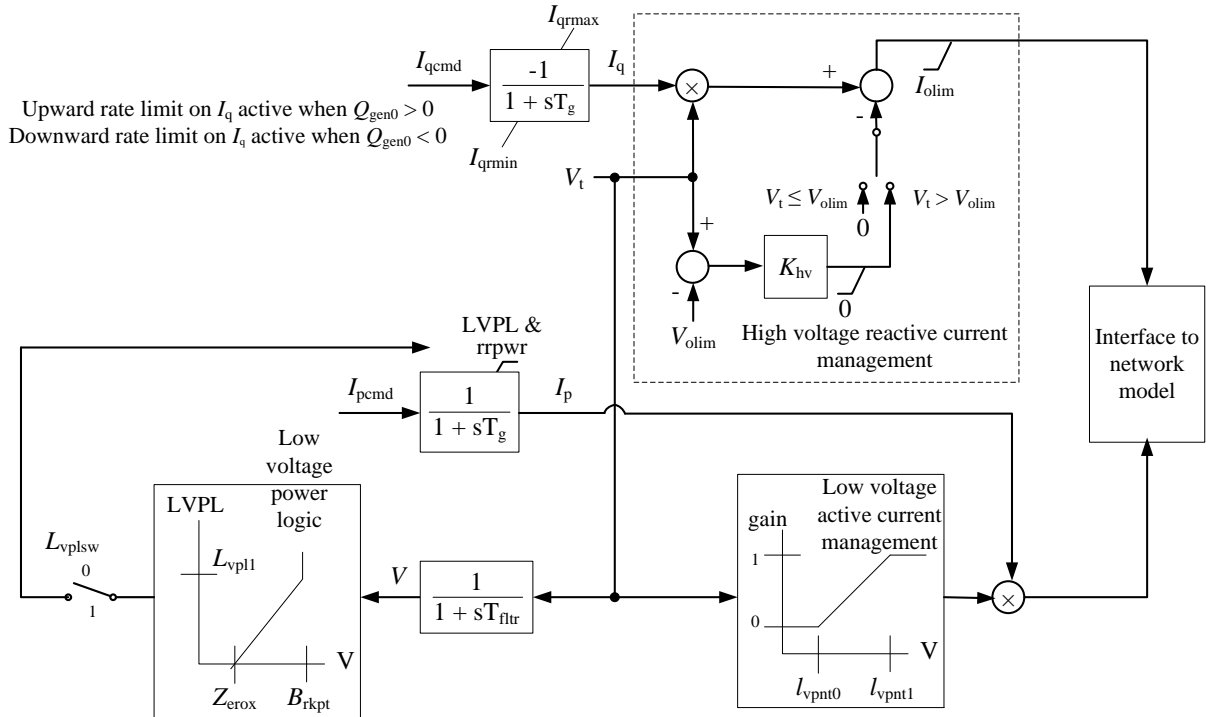 I_qrmax
I_qcmd
-1
1 + sT_g
I_q
I_qrmin
Upward rate limit on I_q active when Q_gen0 > 0
Downward rate limit on I_q active when Q_gen0 < 0
×
+
-
I_olim
V_t
V_t ≤ V_olim
0
V_t > V_olim
+
-
K_hv
0
V_olim
High voltage reactive current
management
Interface to
network
model
LVPL &
rrpwr
I_pcmd
1
1 + sT_g
I_p
Low
voltage
power
logic
LVPL
L_vpl1
V
Z_erox
B_rkpt
L_vplsw
0
1
V
1
1 + sT_fltr
Low voltage
active current
management
gain
1
0
V
l_vpnt0
l_vpnt1
×